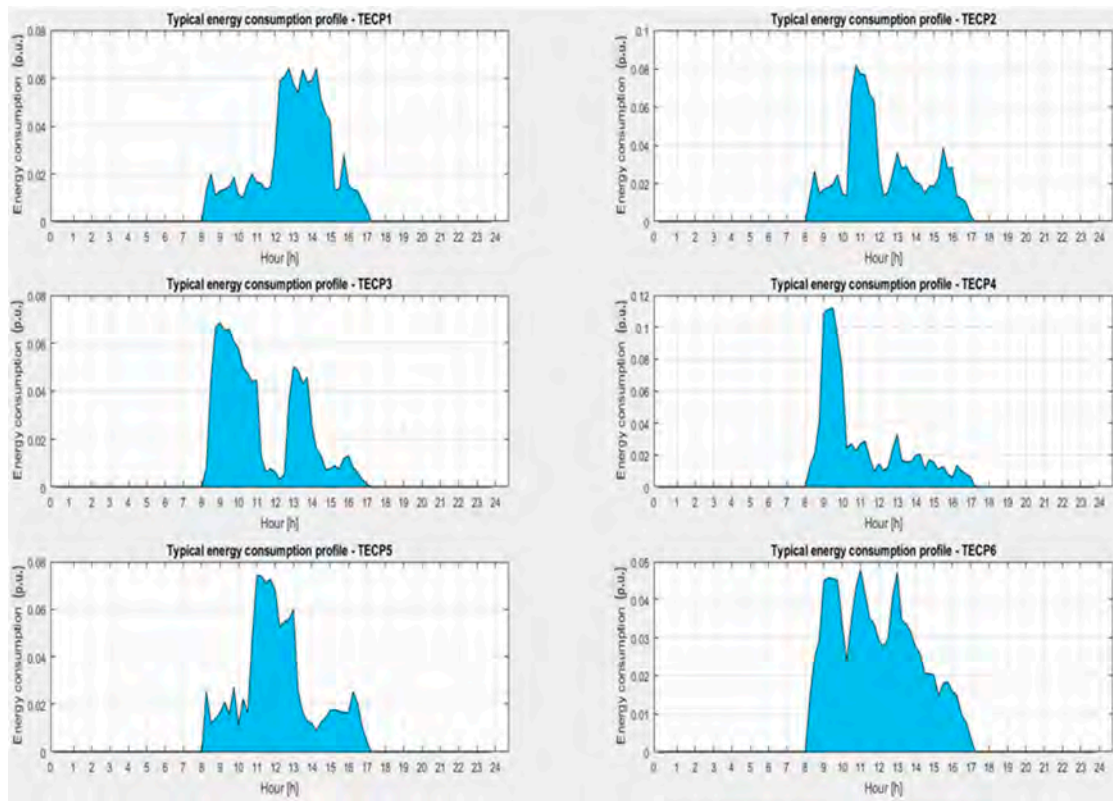 Typical energy consumption profile - TECP1
Energy consumption (p.u.)
0.08
0.06
0.04
0.02
0
0 1 2 3 4 5 6 7 8 9 10 11 12 13 14 15 16 17 18 19 20 21 22 23 24
Hour [h]
Typical energy consumption profile - TECP2
Energy consumption (p.u.)
0.1
0.08
0.06
0.04
0.02
0
0 1 2 3 4 5 6 7 8 9 10 11 12 13 14 15 16 17 18 19 20 21 22 23 24
Hour [h]
Typical energy consumption profile - TECP3
Energy consumption (p.u.)
0.08
0.06
0.04
0.02
0
0 1 2 3 4 5 6 7 8 9 10 11 12 13 14 15 16 17 18 19 20 21 22 23 24
Hour [h]
Typical energy consumption profile - TECP4
Energy consumption (p.u.)
0.12
0.1
0.08
0.06
0.04
0.02
0
0 1 2 3 4 5 6 7 8 9 10 11 12 13 14 15 16 17 18 19 20 21 22 23 24
Hour [h]
Typical energy consumption profile - TECP5
Energy consumption (p.u.)
0.08
0.06
0.04
0.02
0
0 1 2 3 4 5 6 7 8 9 10 11 12 13 14 15 16 17 18 19 20 21 22 23 24
Hour [h]
Typical energy consumption profile - TECP6
Energy consumption (p.u.)
0.05
0.04
0.03
0.02
0.01
0
0 1 2 3 4 5 6 7 8 9 10 11 12 13 14 15 16 17 18 19 20 21 22 23 24
Hour [h]